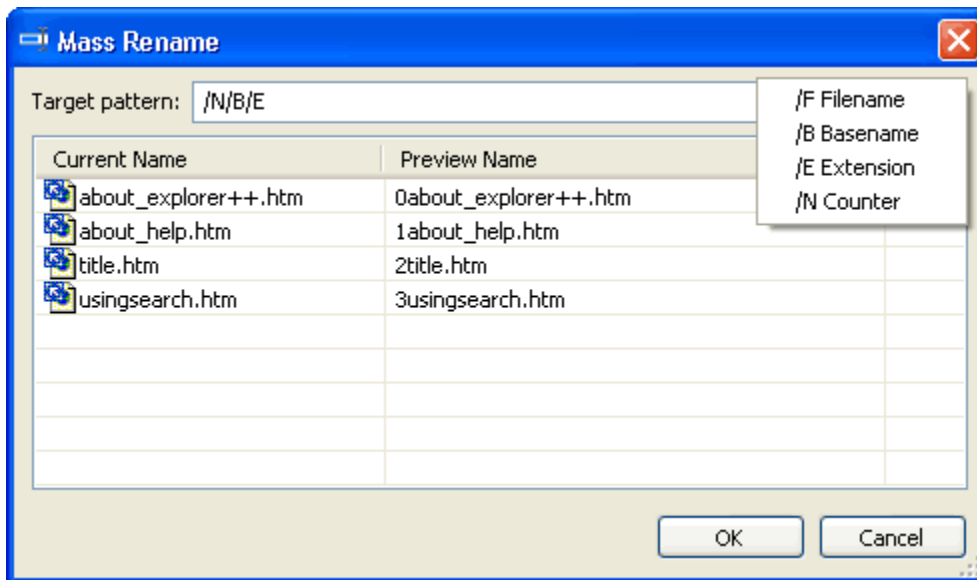 Mass Rename
Target pattern: /N/B/E
/F Filename
/B Basename
/E Extension
/N Counter
Current Name Preview Name
about_explorer++.htm 0about_explorer++.htm
about_help.htm 1about_help.htm
title.htm 2title.htm
usingsearch.htm 3usingsearch.htm
OK Cancel